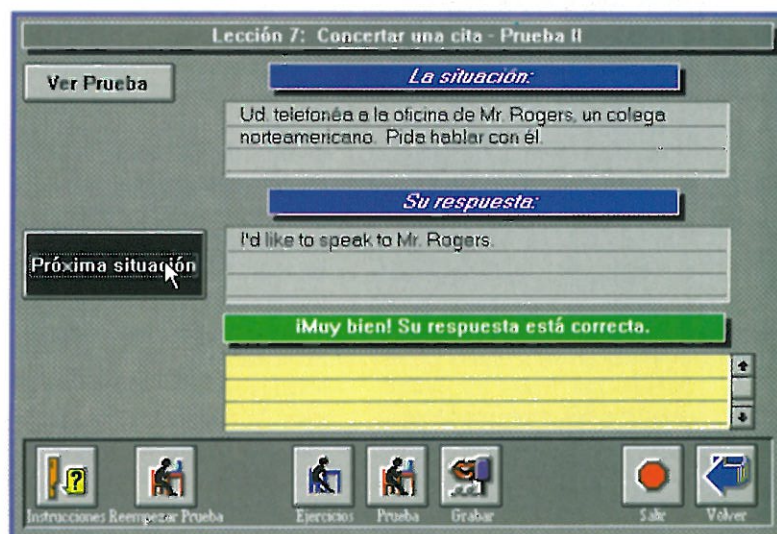 Lección 7: Concertar una cita - Prueba II
Ver Prueba
La situación:
Ud. telefonéa a la oficina de Mr. Rogers, un colega
norteamericano. Pida hablar con él.
Su respuesta:
I'd like to speak to Mr. Rogers.
Próxima situación
¡Muy bien! Su respuesta está correcta.
?
Instrucciones Reempezar Prueba Ejercicios Prueba Grabar Salir Volver